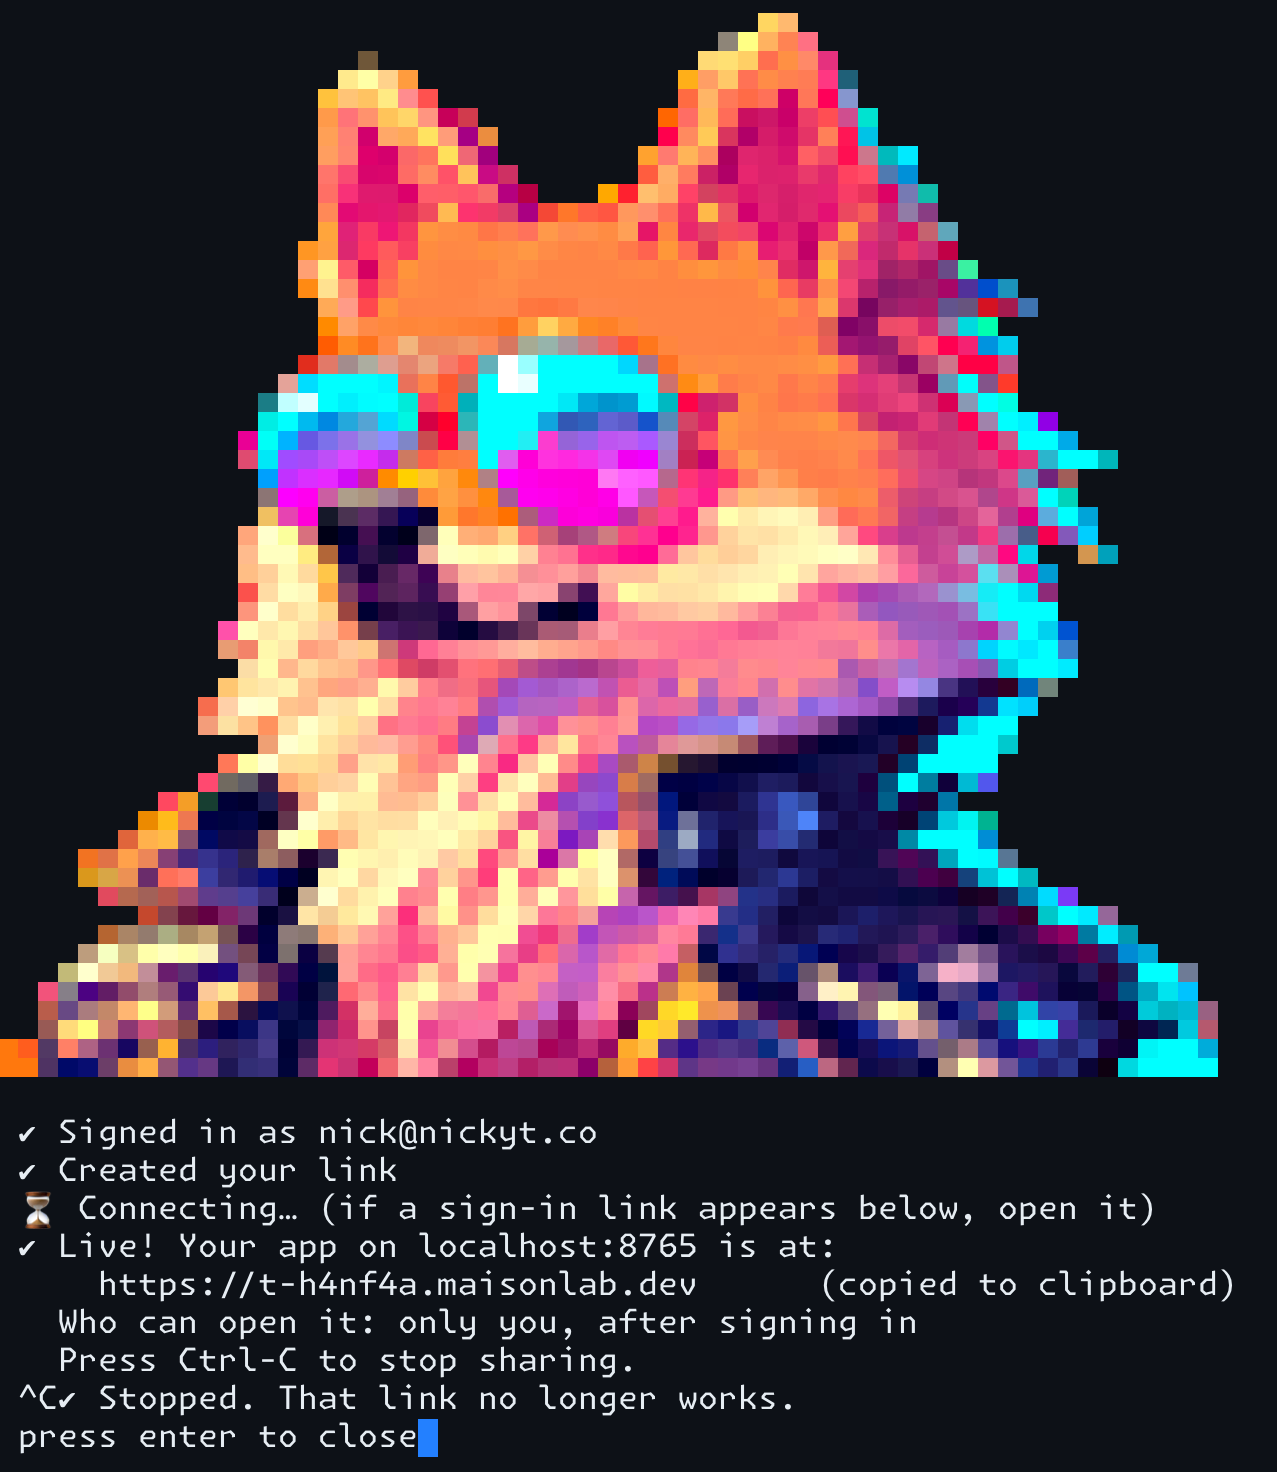 ✔ Signed in as nick@nickyt.co
✔ Created your link
⏳ Connecting… (if a sign-in link appears below, open it)
✔ Live! Your app on localhost:8765 is at:
https://t-h4nf4a.maisonlab.dev (copied to clipboard)
Who can open it: only you, after signing in
Press Ctrl-C to stop sharing.
^C✔ Stopped. That link no longer works.
press enter to close